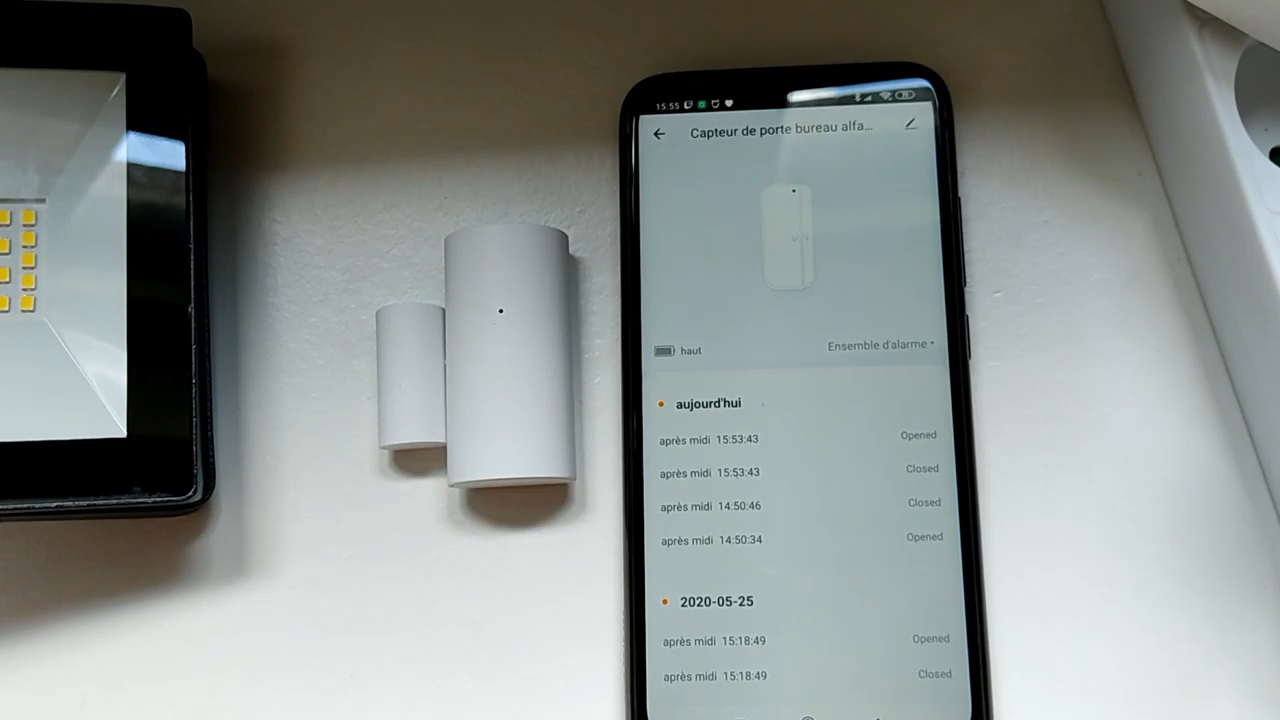 15:55
Capteur de porte bureau alfa...
haut
Ensemble d'alarme
aujourd'hui
après midi 15:53:43 Opened
après midi 15:53:43 Closed
après midi 14:50:46 Closed
après midi 14:50:34 Opened
2020-05-25
après midi 15:18:49 Opened
après midi 15:18:49 Closed